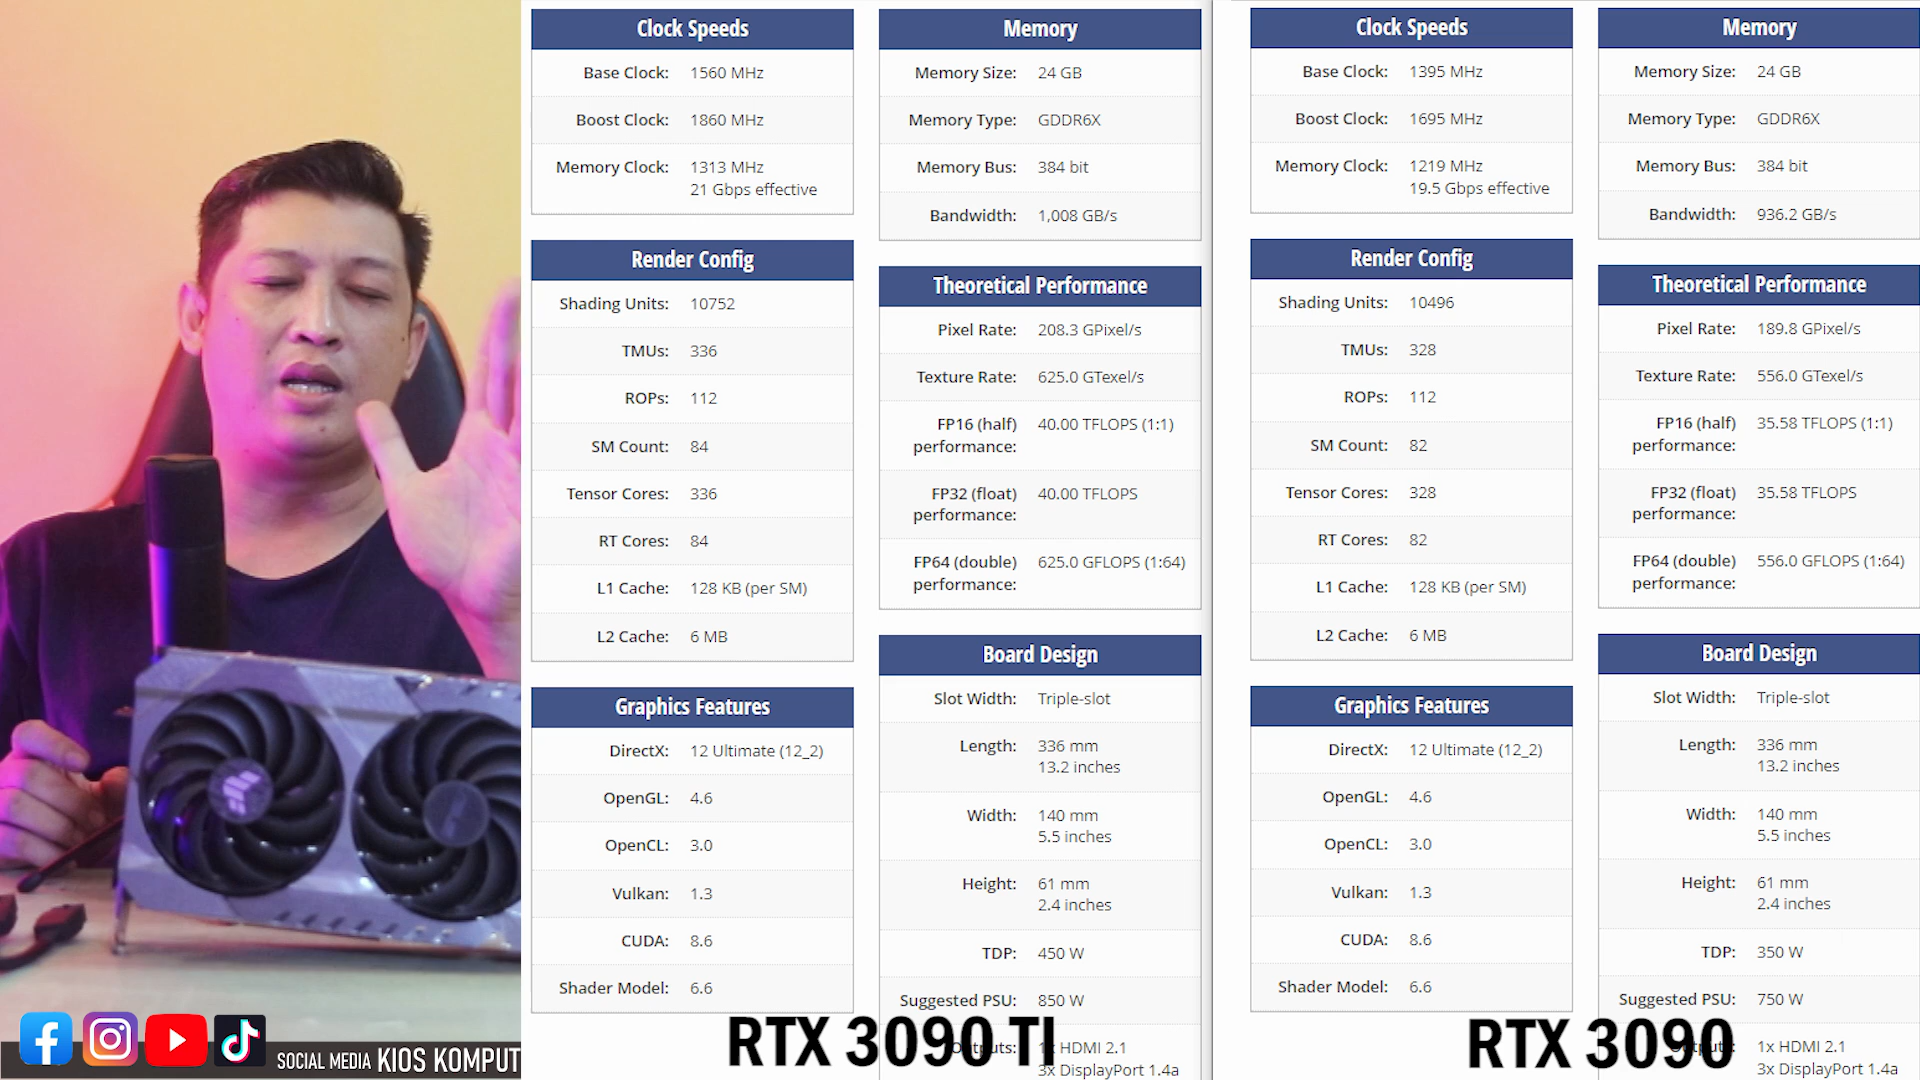 Clock Speeds
Base Clock: 1560 MHz
Boost Clock: 1860 MHz
Memory Clock: 1313 MHz
21 Gbps effective
Render Config
Shading Units: 10752
TMUs: 336
ROPs: 112
SM Count: 84
Tensor Cores: 336
RT Cores: 84
L1 Cache: 128 KB (per SM)
L2 Cache: 6 MB
Graphics Features
DirectX: 12 Ultimate (12_2)
OpenGL: 4.6
OpenCL: 3.0
Vulkan: 1.3
CUDA: 8.6
Shader Model: 6.6
Memory
Memory Size: 24 GB
Memory Type: GDDR6X
Memory Bus: 384 bit
Bandwidth: 1,008 GB/s
Theoretical Performance
Pixel Rate: 208.3 GPixel/s
Texture Rate: 625.0 GTexel/s
FP16 (half) 40.00 TFLOPS (1:1)
performance:
FP32 (float) 40.00 TFLOPS
performance:
FP64 (double) 625.0 GFLOPS (1:64)
performance:
Board Design
Slot Width: Triple-slot
Length: 336 mm
13.2 inches
Width: 140 mm
5.5 inches
Height: 61 mm
2.4 inches
TDP: 450 W
Suggested PSU: 850 W
Outputs: 1x HDMI 2.1
3x DisplayPort 1.4a
RTX 3090 TI
Clock Speeds
Base Clock: 1395 MHz
Boost Clock: 1695 MHz
Memory Clock: 1219 MHz
19.5 Gbps effective
Render Config
Shading Units: 10496
TMUs: 328
ROPs: 112
SM Count: 82
Tensor Cores: 328
RT Cores: 82
L1 Cache: 128 KB (per SM)
L2 Cache: 6 MB
Graphics Features
DirectX: 12 Ultimate (12_2)
OpenGL: 4.6
OpenCL: 3.0
Vulkan: 1.3
CUDA: 8.6
Shader Model: 6.6
Memory
Memory Size: 24 GB
Memory Type: GDDR6X
Memory Bus: 384 bit
Bandwidth: 936.2 GB/s
Theoretical Performance
Pixel Rate: 189.8 GPixel/s
Texture Rate: 556.0 GTexel/s
FP16 (half) 35.58 TFLOPS (1:1)
performance:
FP32 (float) 35.58 TFLOPS
performance:
FP64 (double) 556.0 GFLOPS (1:64)
performance:
Board Design
Slot Width: Triple-slot
Length: 336 mm
13.2 inches
Width: 140 mm
5.5 inches
Height: 61 mm
2.4 inches
TDP: 350 W
Suggested PSU: 750 W
Outputs: 1x HDMI 2.1
3x DisplayPort 1.4a
RTX 3090
SOCIAL MEDIA KIOS KOMPUT